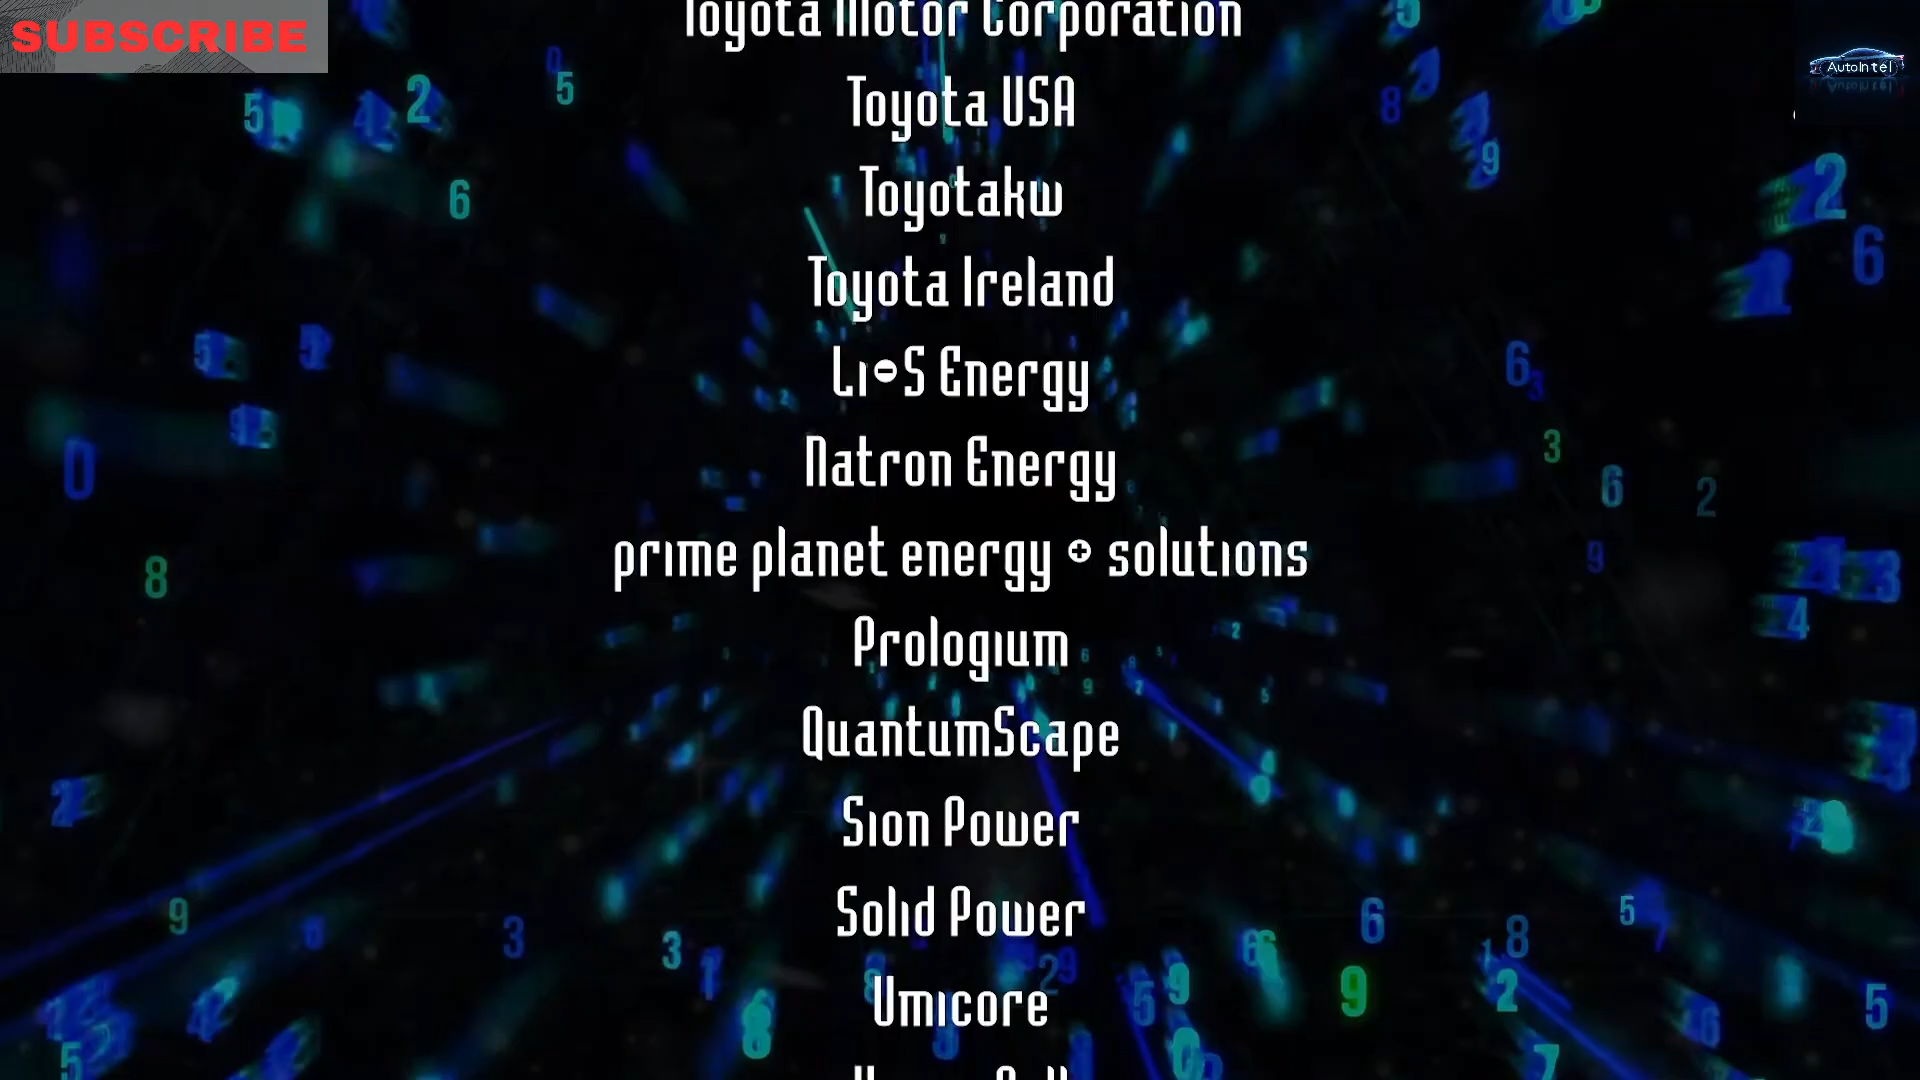 SUBSCRIBE
Toyota Motor Corporation
AutoIntel
Toyota USA
Toyotakw
Toyota Ireland
Li-S Energy
Natron Energy
prime planet energy + solutions
Prologium
QuantumScape
Sion Power
Solid Power
Umicore